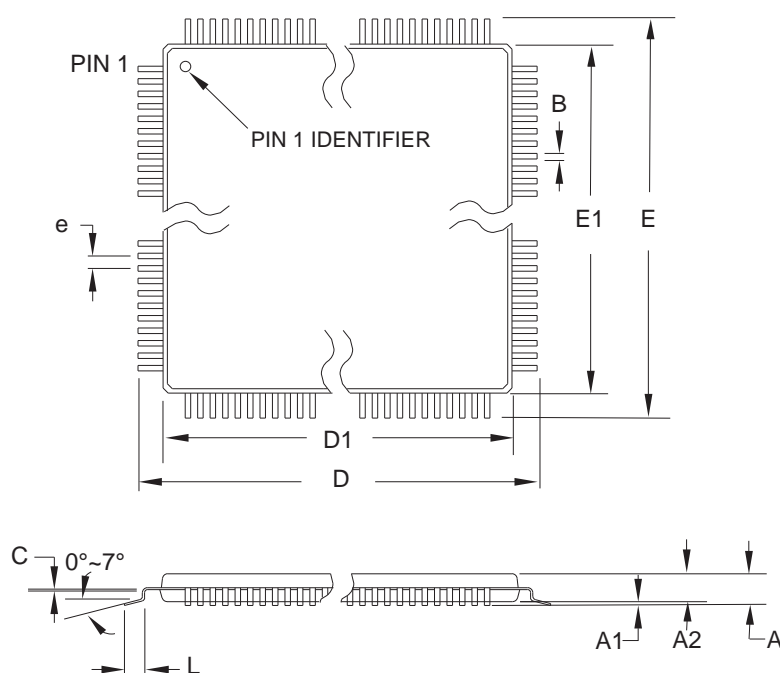 PIN 1
PIN 1 IDENTIFIER
B
e
E1
E
D1
D
C
0°~7°
L
A1
A2
A